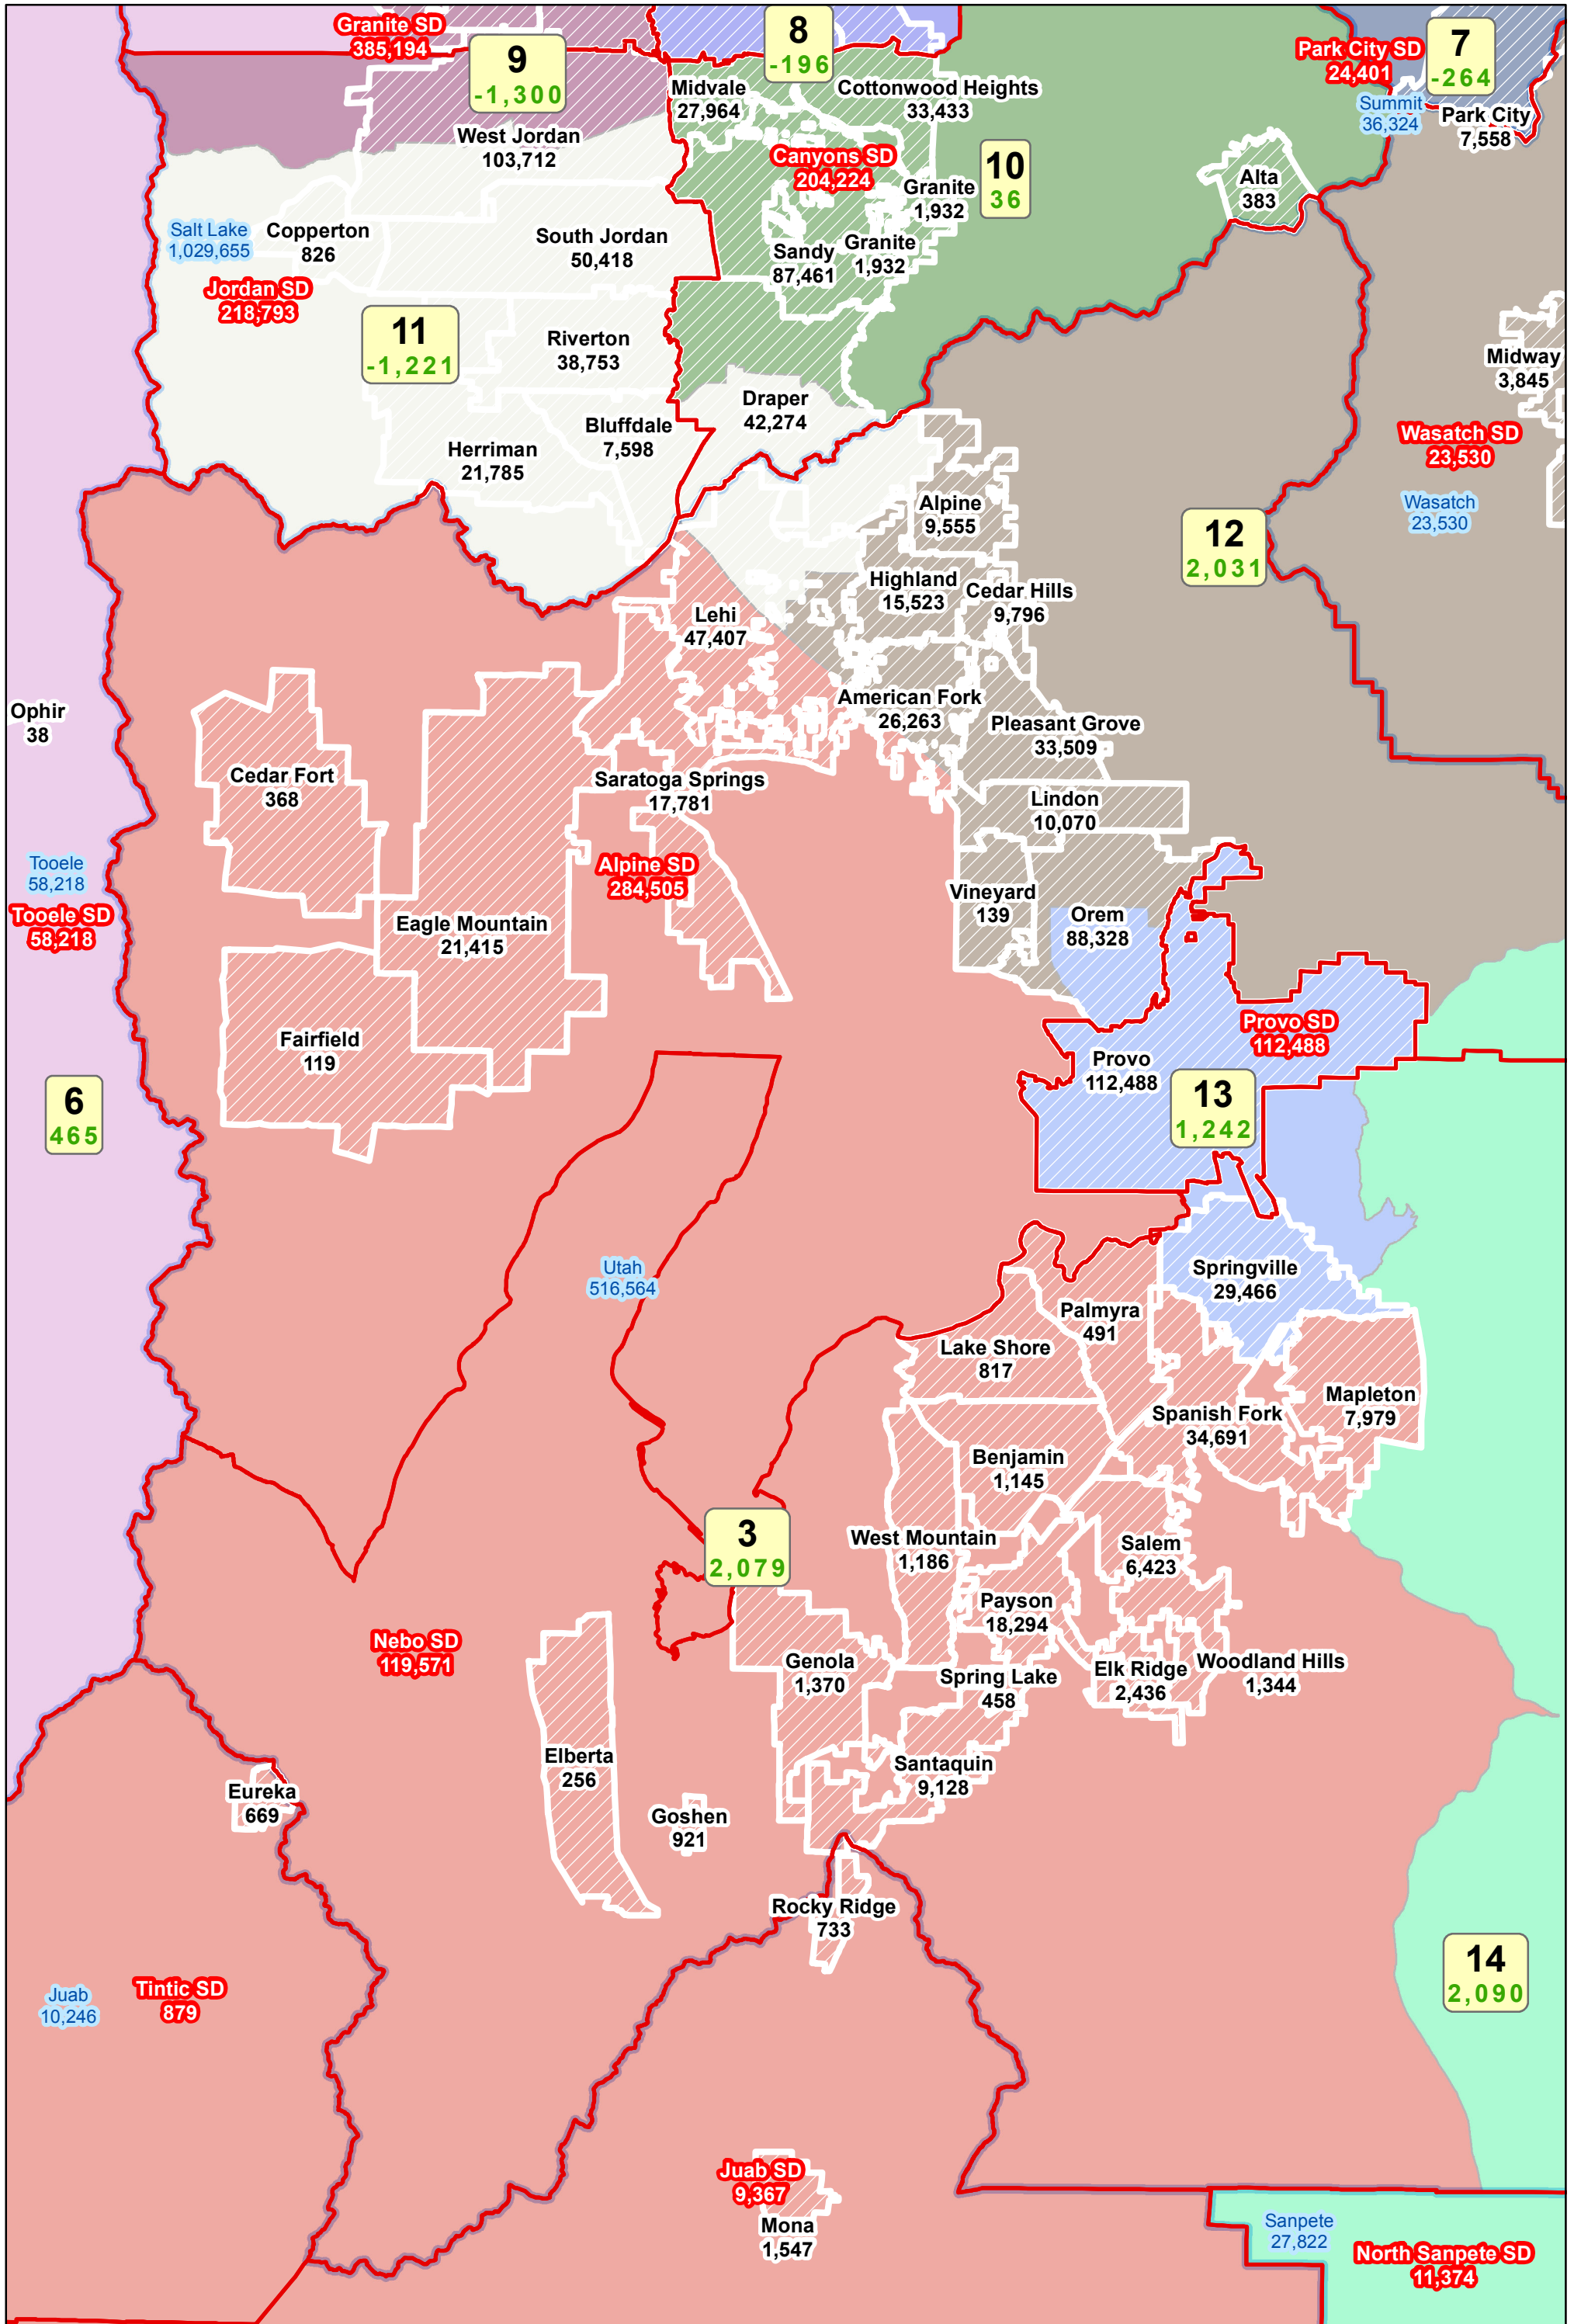 Granite SD
385,194
9
-1,300
8
-196
Park City SD
24,401
7
-264
Summit
36,324
Park City
7,558
Midvale
27,964
Cottonwood Heights
33,433
West Jordan
103,712
Canyons SD
204,224
10
36
Granite
1,932
Alta
383
Salt Lake
1,029,655
Copperton
826
South Jordan
50,418
Sandy
87,461
Granite
1,932
Jordan SD
218,793
11
-1,221
Riverton
38,753
Midway
3,845
Draper
42,274
Bluffdale
7,598
Herriman
21,785
Wasatch SD
23,530
Wasatch
23,530
Alpine
9,555
12
2,031
Highland
15,523
Cedar Hills
9,796
Lehi
47,407
Ophir
38
American Fork
26,263
Pleasant Grove
33,509
Cedar Fort
368
Saratoga Springs
17,781
Lindon
10,070
Tooele
58,218
Tooele SD
58,218
Alpine SD
284,505
Vineyard
139
Orem
88,328
Eagle Mountain
21,415
Fairfield
119
Provo SD
112,488
Provo
112,488
13
1,242
6
465
Utah
516,564
Springville
29,466
Palmyra
491
Lake Shore
817
Mapleton
7,979
Spanish Fork
34,691
Benjamin
1,145
3
2,079
West Mountain
1,186
Salem
6,423
Payson
18,294
Nebo SD
119,571
Genola
1,370
Spring Lake
458
Elk Ridge
2,436
Woodland Hills
1,344
Elberta
256
Santaquin
9,128
Eureka
669
Goshen
921
Rocky Ridge
733
14
2,090
Juab
10,246
Tintic SD
879
Juab SD
9,367
Mona
1,547
Sanpete
27,822
North Sanpete SD
11,374